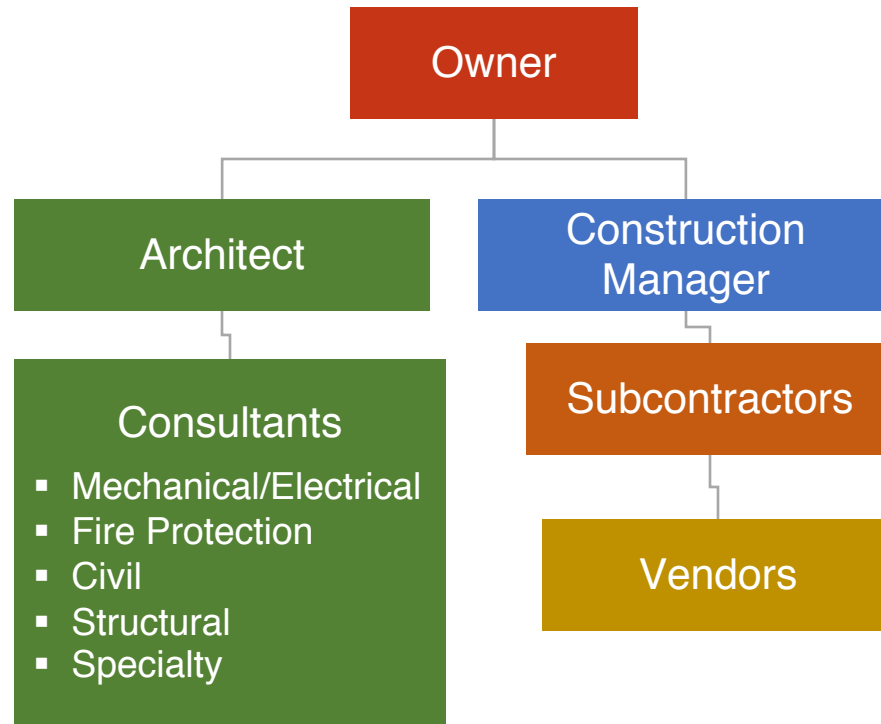 Owner
Architect
Construction
Manager
Consultants
▪ Mechanical/Electrical
▪ Fire Protection
▪ Civil
▪ Structural
▪ Specialty
Subcontractors
Vendors